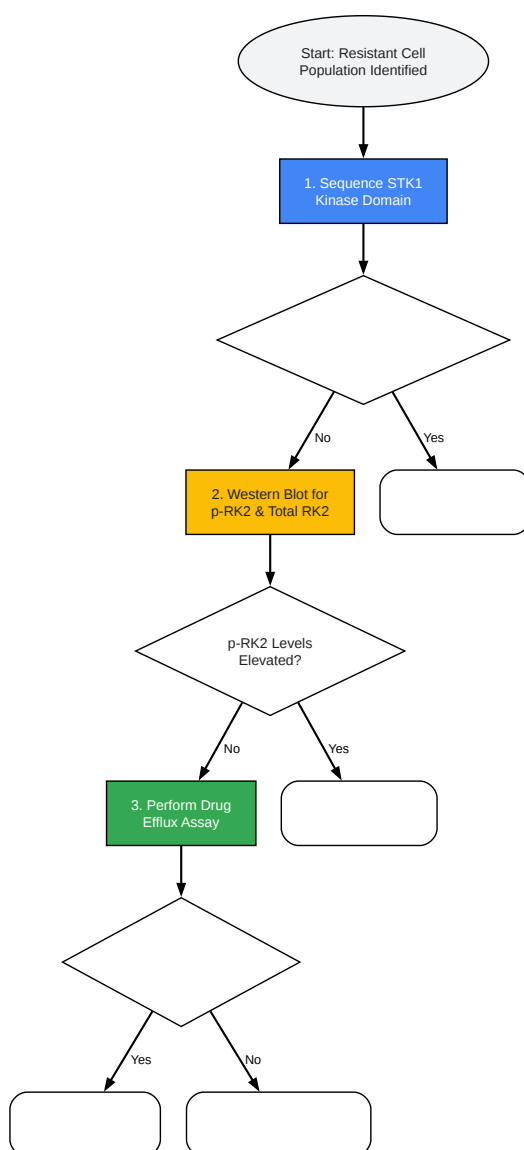 Start: Resistant Cell
Population Identified
1. Sequence STK1
Kinase Domain
No
Yes
2. Western Blot for
p-RK2 & Total RK2
p-RK2 Levels
Elevated?
No
Yes
3. Perform Drug
Efflux Assay
Yes
No